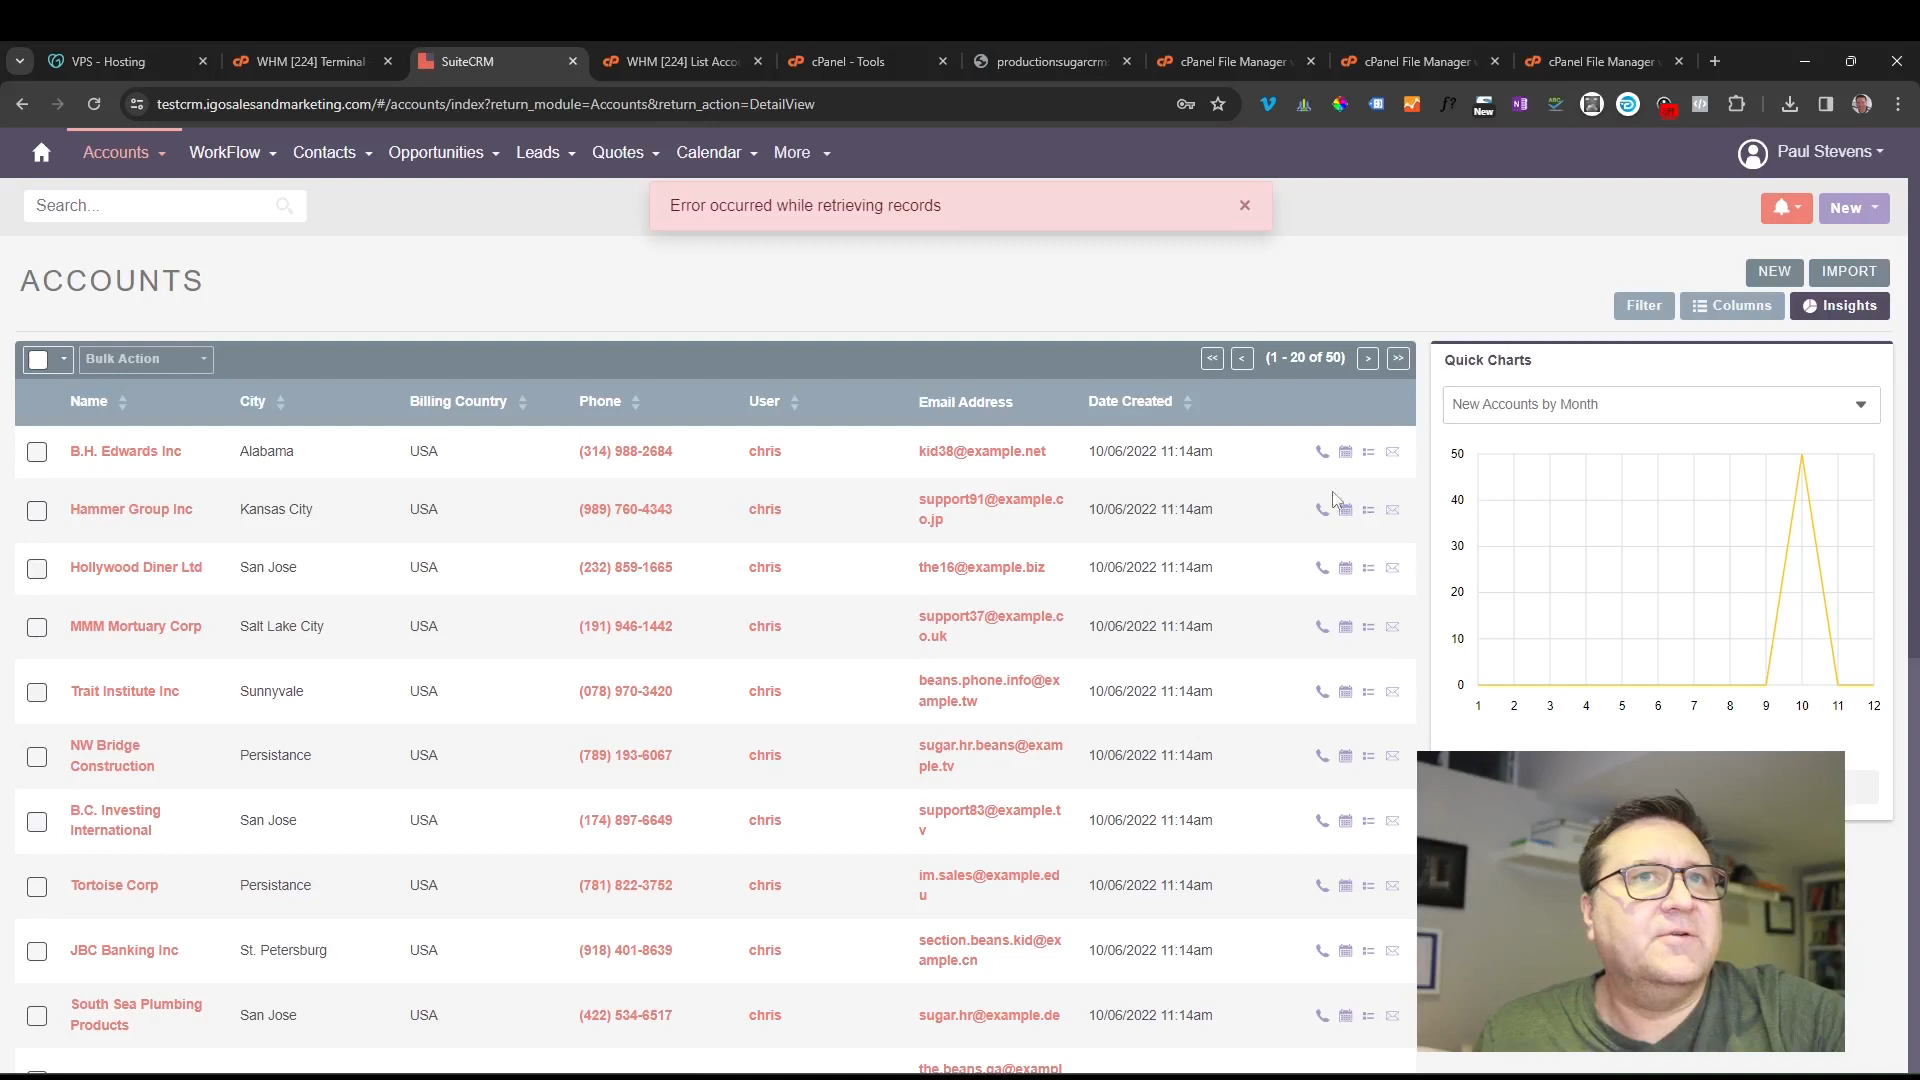 VPS - Hosting
WHM [224] Terminal
SuiteCRM
WHM [224] List Acco
cPanel - Tools
production:sugarcrm:
cPanel File Manager
cPanel File Manager
cPanel File Manager
testcrm.igosalesandmarketing.com/#/accounts/index?return_module=Accounts&return_action=DetailView
New
Accounts
WorkFlow
Contacts
Opportunities
Leads
Quotes
Calendar
More
Paul Stevens
Search...
Error occurred while retrieving records
New
ACCOUNTS
NEW
IMPORT
Filter
Columns
Insights
Bulk Action
<<
<
(1 - 20 of 50)
>
>>
Quick Charts
Name
City
Billing Country
Phone
User
Email Address
Date Created
New Accounts by Month
B.H. Edwards Inc
Alabama
USA
(314) 988-2684
chris
kid38@example.net
10/06/2022 11:14am
Hammer Group Inc
Kansas City
USA
(989) 760-4343
chris
support91@example.c
o.jp
10/06/2022 11:14am
Hollywood Diner Ltd
San Jose
USA
(232) 859-1665
chris
the16@example.biz
10/06/2022 11:14am
MMM Mortuary Corp
Salt Lake City
USA
(191) 946-1442
chris
support37@example.c
o.uk
10/06/2022 11:14am
Trait Institute Inc
Sunnyvale
USA
(078) 970-3420
chris
beans.phone.info@ex
ample.tw
10/06/2022 11:14am
NW Bridge
Construction
Persistance
USA
(789) 193-6067
chris
sugar.hr.beans@exam
ple.tv
10/06/2022 11:14am
B.C. Investing
International
San Jose
USA
(174) 897-6649
chris
support83@example.t
v
10/06/2022 11:14am
Tortoise Corp
Persistance
USA
(781) 822-3752
chris
im.sales@example.ed
u
10/06/2022 11:14am
JBC Banking Inc
St. Petersburg
USA
(918) 401-8639
chris
section.beans.kid@ex
ample.cn
10/06/2022 11:14am
South Sea Plumbing
Products
San Jose
USA
(422) 534-6517
chris
sugar.hr@example.de
10/06/2022 11:14am
the.beans.qa@exampl
50
40
30
20
10
0
1 2 3 4 5 6 7 8 9 10 11 12